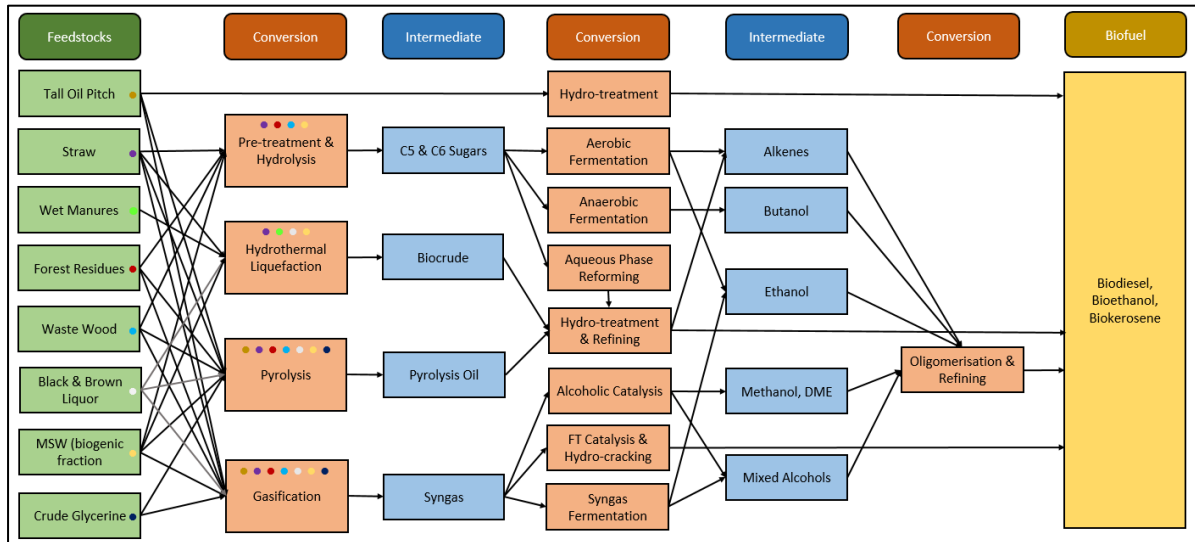 Feedstocks
Conversion
Intermediate
Conversion
Intermediate
Conversion
Biofuel
Tall Oil Pitch
Straw
Wet Manures
Forest Residues
Waste Wood
Black & Brown
Liquor
MSW (biogenic
fraction
Crude Glycerine
Pre-treatment &
Hydrolysis
Hydrothermal
Liquefaction
Pyrolysis
Gasification
C5 & C6 Sugars
Biocrude
Pyrolysis Oil
Syngas
Hydro-treatment
Aerobic
Fermentation
Anaerobic
Fermentation
Aqueous Phase
Reforming
Hydro-treatment
& Refining
Alcoholic Catalysis
FT Catalysis &
Hydro-cracking
Syngas
Fermentation
Alkenes
Butanol
Ethanol
Methanol, DME
Mixed Alcohols
Oligomerisation &
Refining
Biodiesel,
Bioethanol,
Biokerosene